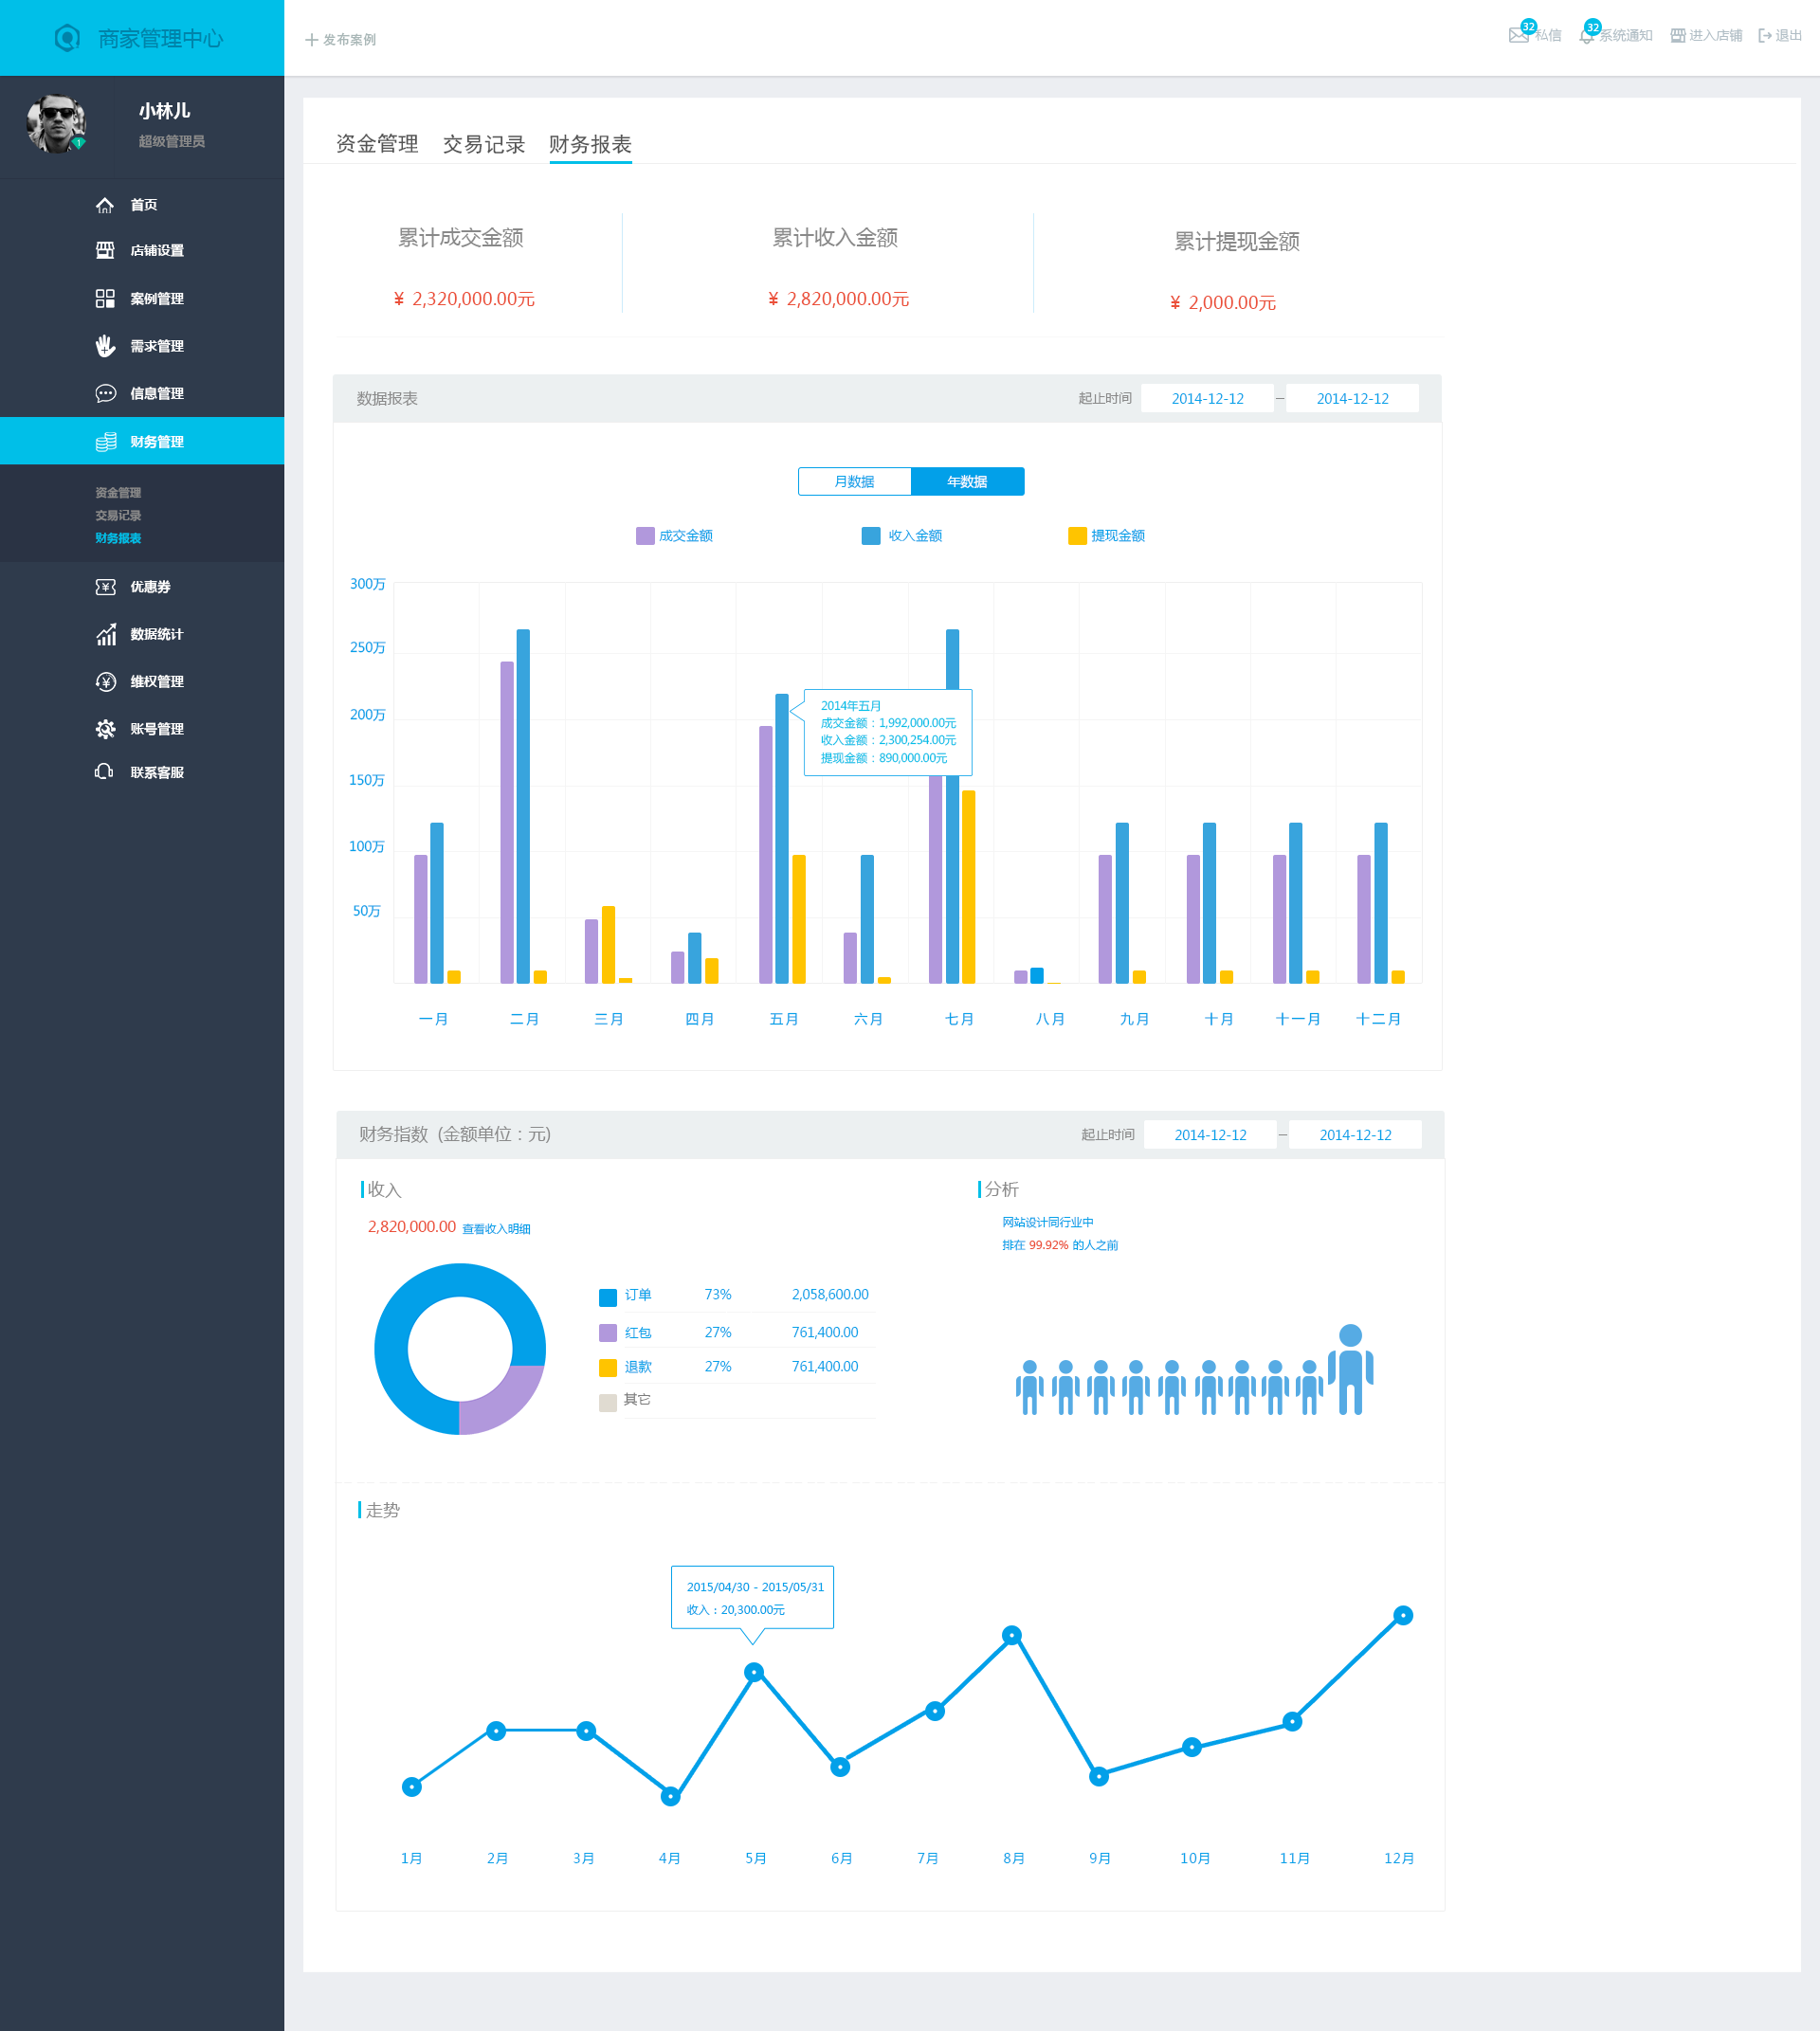 商家管理中心
发布案例
32
私信
32
系统通知
进入店铺
退出
小林儿
超级管理员
1
首页
店铺设置
案例管理
需求管理
信息管理
财务管理
资金管理
交易记录
财务报表
优惠券
数据统计
维权管理
账号管理
联系客服
资金管理 交易记录 财务报表
累计成交金额
¥ 2,320,000.00元
累计收入金额
¥ 2,820,000.00元
累计提现金额
¥ 2,000.00元
数据报表
起止时间 2014-12-12 – 2014-12-12
月数据 年数据
成交金额 收入金额 提现金额
300万
250万
200万
150万
100万
50万
2014年五月
成交金额：1,992,000.00元
收入金额：2,300,254.00元
提现金额：890,000.00元
一月 二月 三月 四月 五月 六月 七月 八月 九月 十月 十一月 十二月
财务指数 (金额单位：元)
起止时间 2014-12-12 – 2014-12-12
收入
2,820,000.00 查看收入明细
订单 73% 2,058,600.00
红包 27% 761,400.00
退款 27% 761,400.00
其它
分析
网站设计同行业中
排在 99.92% 的人之前
走势
2015/04/30 - 2015/05/31
收入：20,300.00元
1月 2月 3月 4月 5月 6月 7月 8月 9月 10月 11月 12月